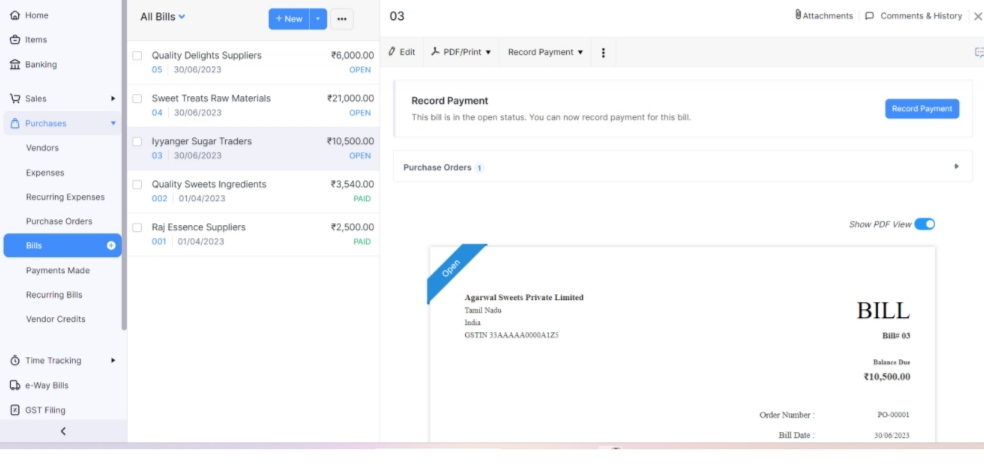 Home
Items
Banking
Sales
Purchases
Vendors
Expenses
Recurring Expenses
Purchase Orders
Bills
Payments Made
Recurring Bills
Vendor Credits
Time Tracking
e-Way Bills
GST Filing
All Bills
+ New
Quality Delights Suppliers ₹6,000.00
05 | 30/06/2023 OPEN
Sweet Treats Raw Materials ₹21,000.00
04 | 30/06/2023 OPEN
Iyyanger Sugar Traders ₹10,500.00
03 | 30/06/2023 OPEN
Quality Sweets Ingredients ₹3,540.00
002 | 01/04/2023 PAID
Raj Essence Suppliers ₹2,500.00
001 | 01/04/2023 PAID
03 Attachments Comments & History
Edit PDF/Print Record Payment
Record Payment
This bill is in the open status. You can now record payment for this bill.
Record Payment
Purchase Orders 1
Show PDF View
Open
Agarwal Sweets Private Limited
Tamil Nadu
India
GSTIN 33AAAAA0000A1Z5
BILL
Bill# 03
Balance Due
₹10,500.00
Order Number : PO-00001
Bill Date : 30/06/2023